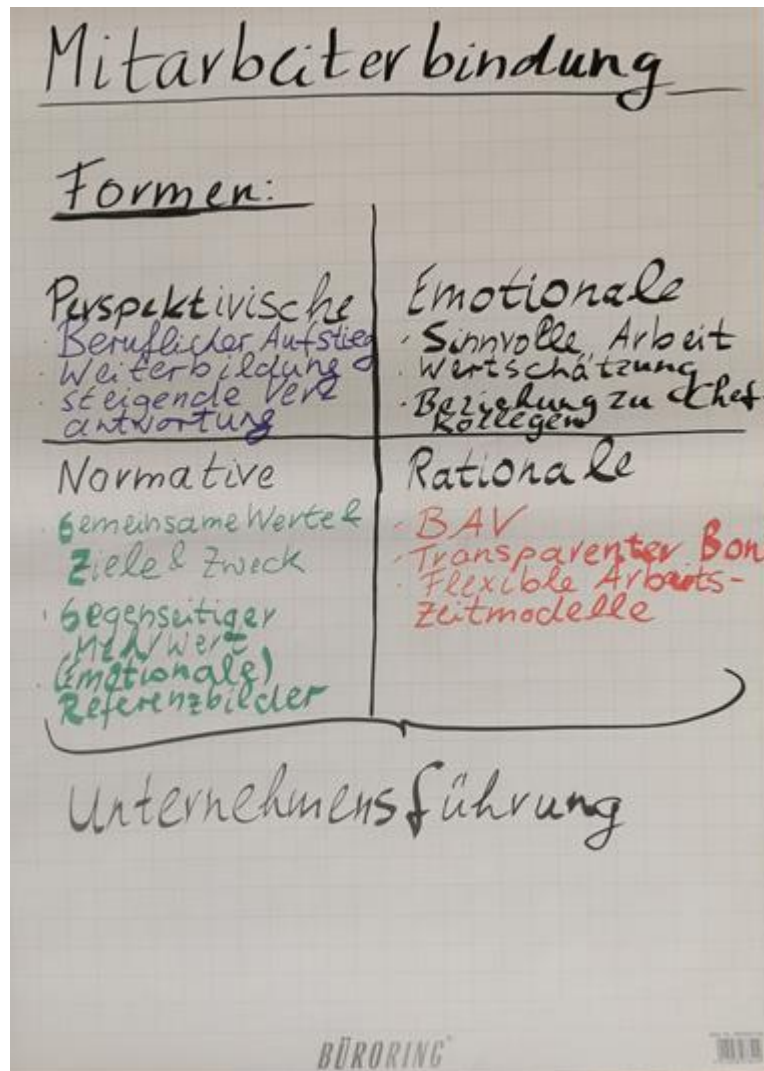 Mitarbeiterbindung
Formen:
Perspektivische
· Beruflicher Aufstieg
· Weiterbildung
· steigende Ver-
antwortung
Emotionale
· Sinnvolle Arbeit
· Wertschätzung
· Beziehung zu Chef
Kollegen
Normative
· Gemeinsame Werte &
Ziele & Zweck
· Gegenseitiger
Mehrwert
· (Emotionale)
Referenzbilder
Rationale
· BAV
· Transparenter Bon
· Flexible Arbeits-
zeitmodelle
Unternehmensführung
BÜRORING